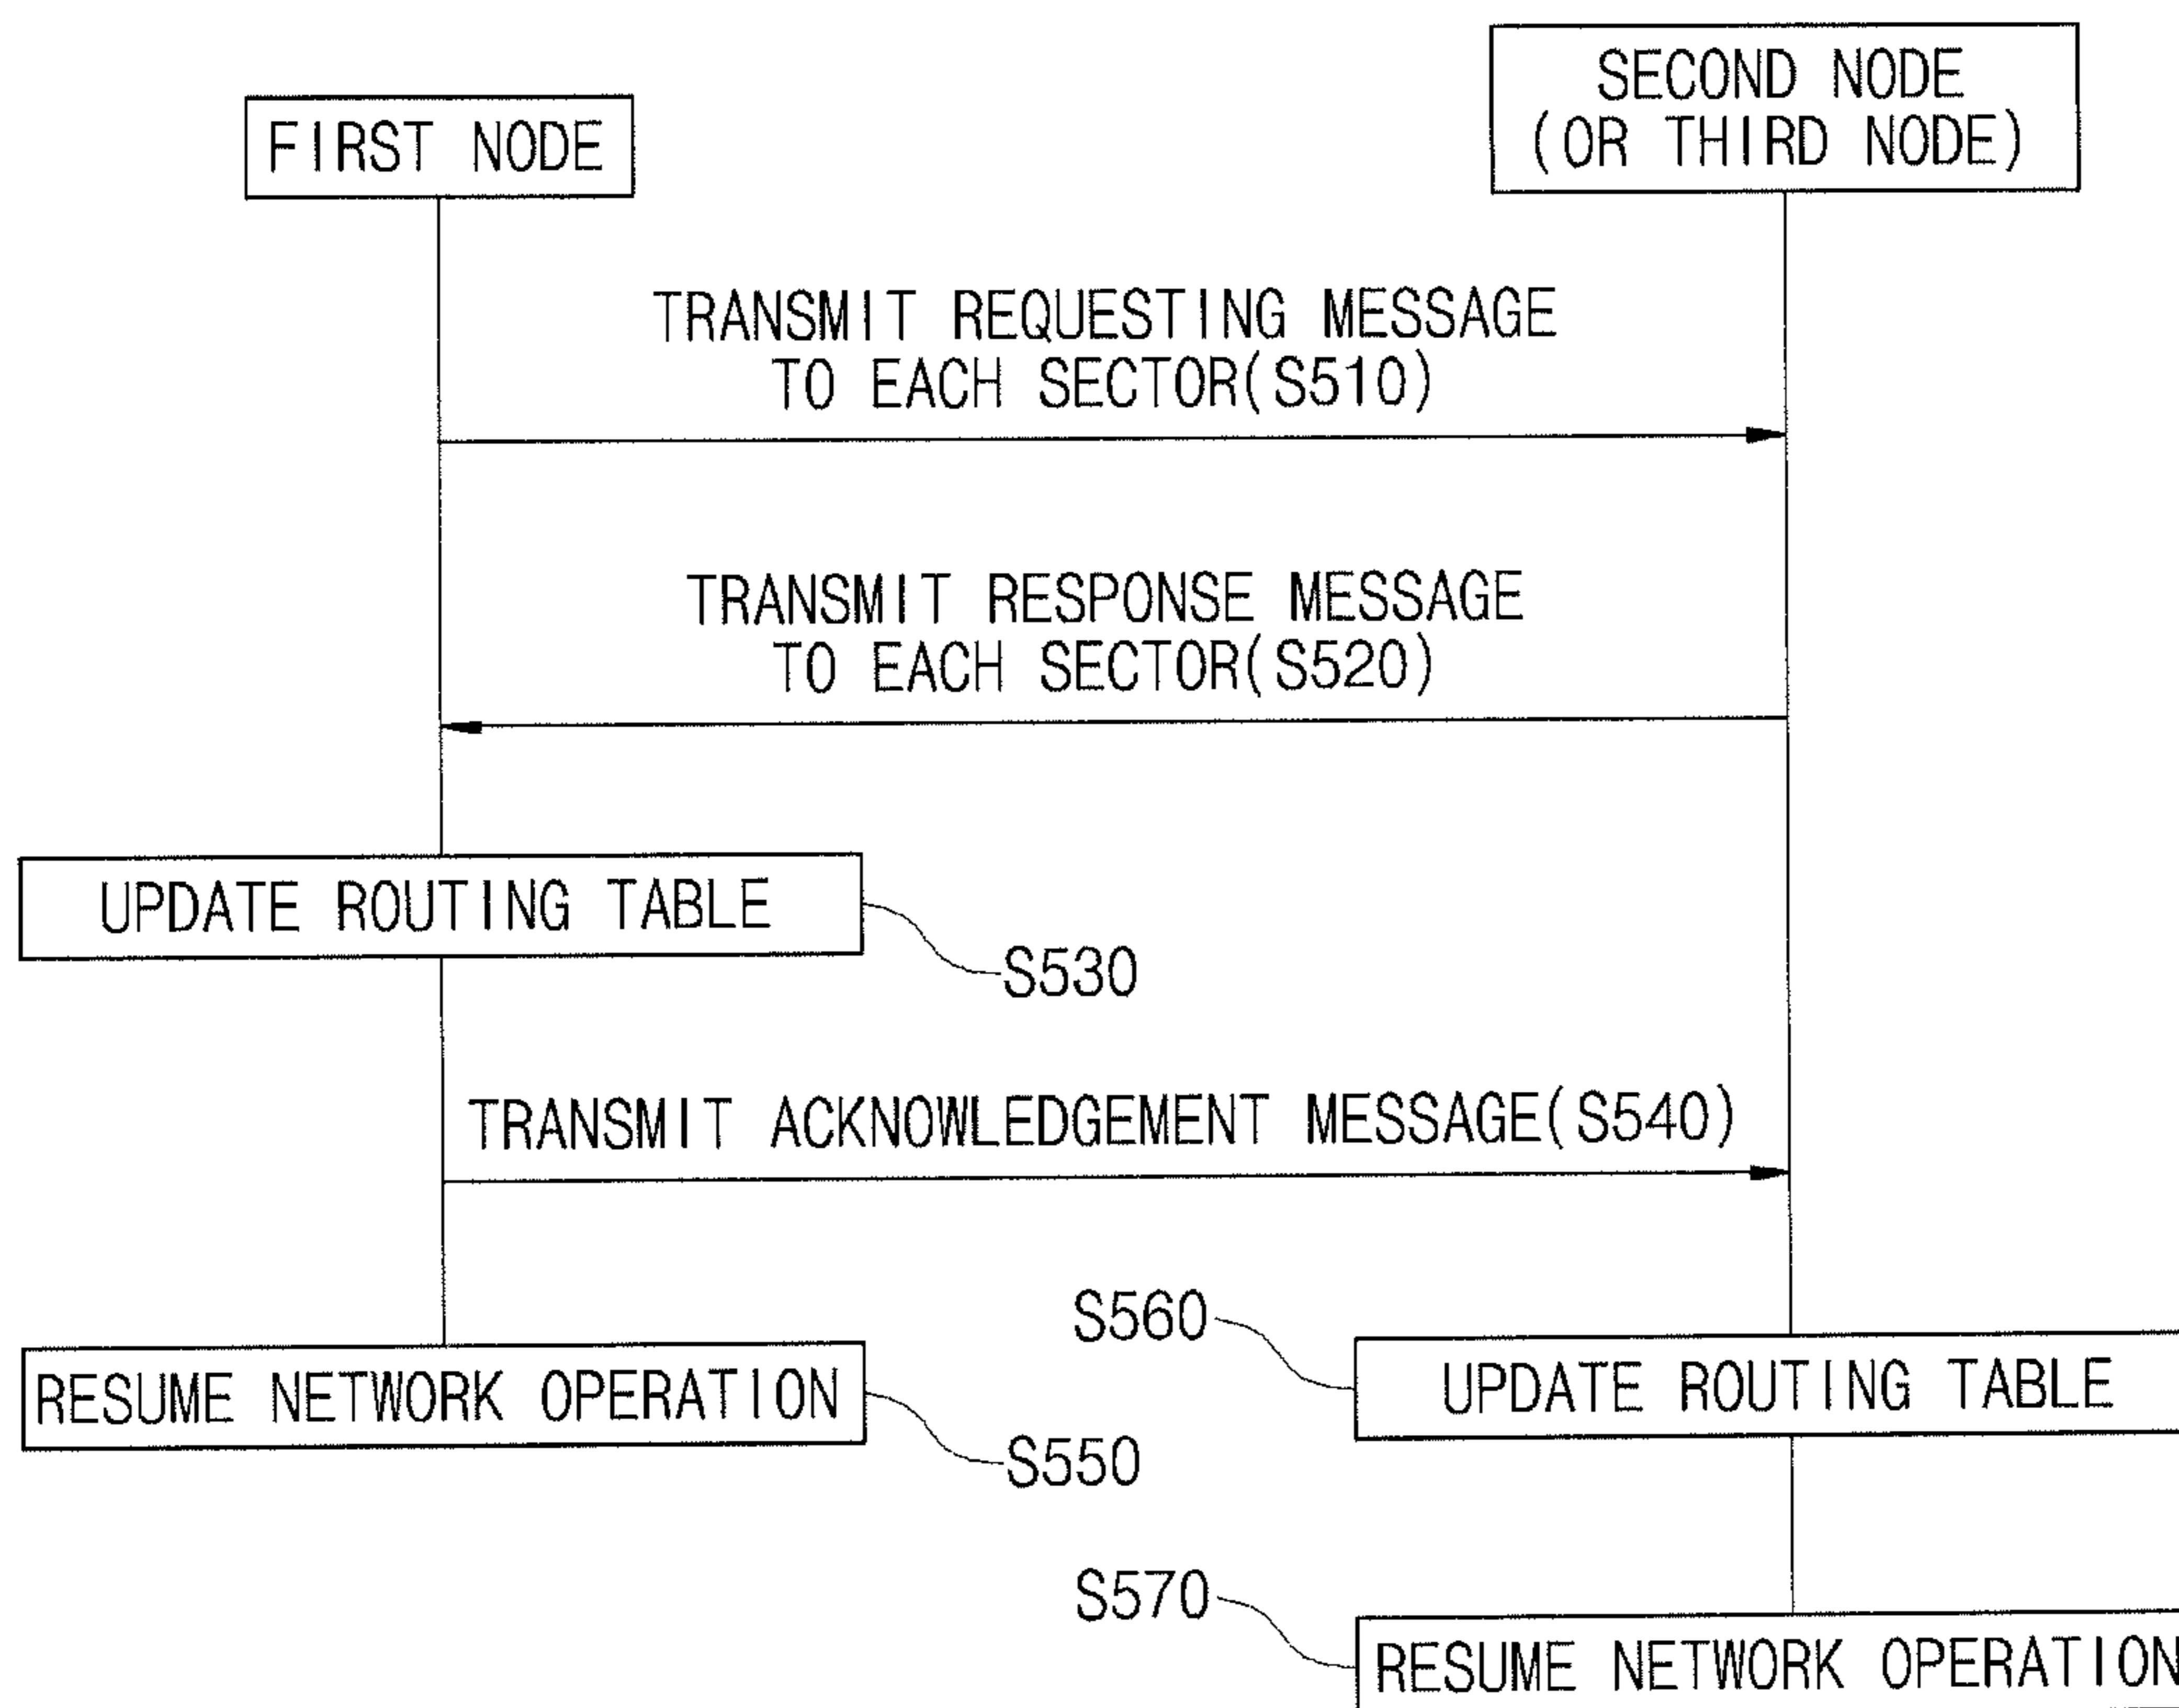 FIRST NODE
SECOND NODE
(OR THIRD NODE)
TRANSMIT REQUESTING MESSAGE
TO EACH SECTOR(S510)
TRANSMIT RESPONSE MESSAGE
TO EACH SECTOR(S520)
UPDATE ROUTING TABLE
S530
TRANSMIT ACKNOWLEDGEMENT MESSAGE(S540)
RESUME NETWORK OPERATION
S550
S560
UPDATE ROUTING TABLE
S570
RESUME NETWORK OPERATION